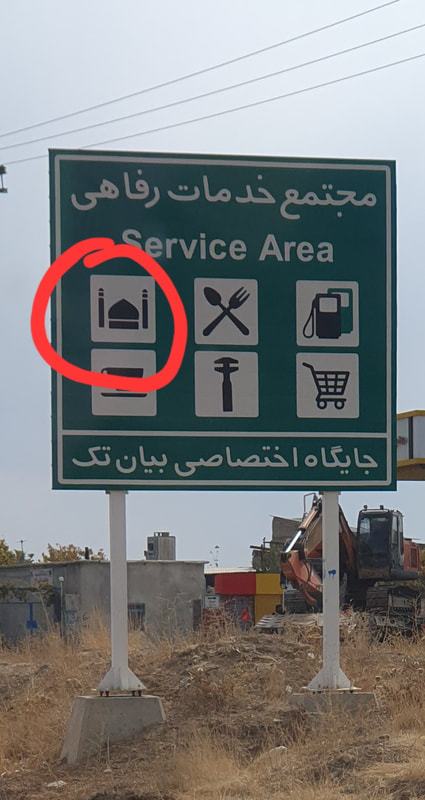 مجتمع خدمات رفاهی
Service Area
جایگاه اختصاصی بیان تک